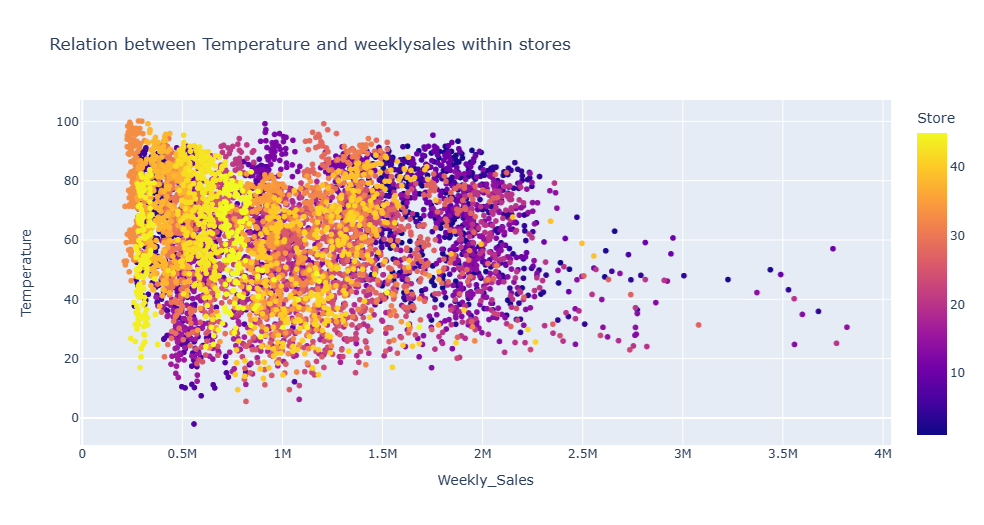 Relation between Temperature and weeklysales within stores
Store
100
80
60
40
20
0
Temperature
0
0.5M
1M
1.5M
2M
2.5M
3M
3.5M
4M
Weekly_Sales
40
30
20
10